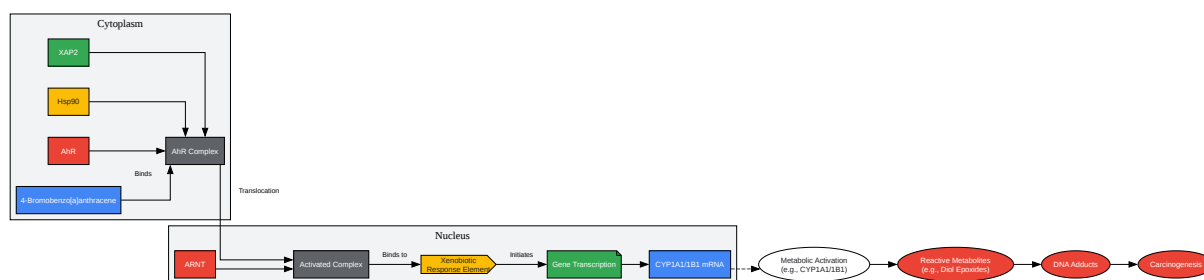 Cytoplasm
XAP2
Hsp90
AhR
AhR Complex
Binds
4-Bromobenzo[a]anthracene
Translocation
Nucleus
ARNT
Activated Complex
Binds to
Xenobiotic
Response Element
Initiates
Gene Transcription
CYP1A1/1B1 mRNA
Metabolic Activation
(e.g., CYP1A1/1B1)
Reactive Metabolites
(e.g., Diol Epoxides)
DNA Adducts
Carcinogenesis